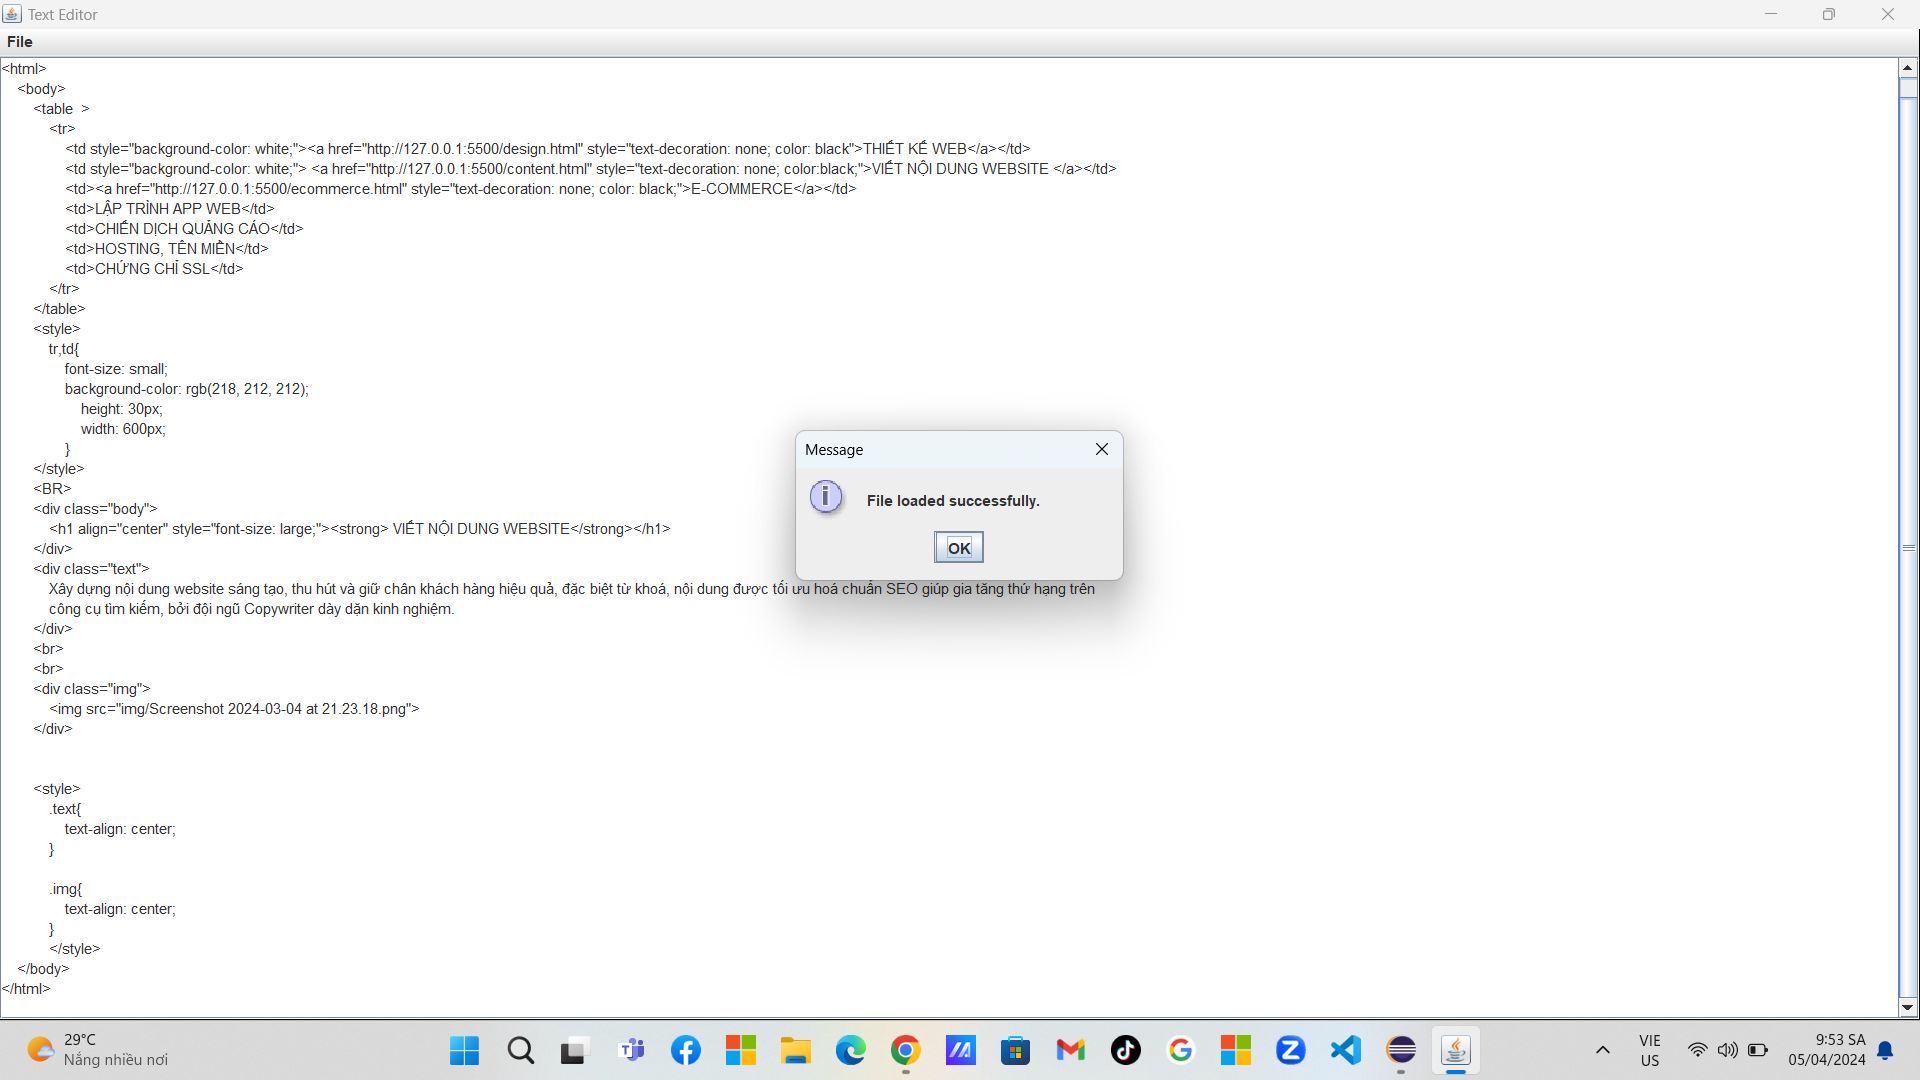 Text Editor
File
<html>
<body>
<table  >
<tr>
<td style="background-color: white;"><a href="http://127.0.0.1:5500/design.html" style="text-decoration: none; color: black">THIẾT KẾ WEB</a></td>
<td style="background-color: white;"> <a href="http://127.0.0.1:5500/content.html" style="text-decoration: none; color:black;">VIẾT NỘI DUNG WEBSITE </a></td>
<td><a href="http://127.0.0.1:5500/ecommerce.html" style="text-decoration: none; color: black;">E-COMMERCE</a></td>
<td>LẬP TRÌNH APP WEB</td>
<td>CHIẾN DỊCH QUẢNG CÁO</td>
<td>HOSTING, TÊN MIỀN</td>
<td>CHỨNG CHỈ SSL</td>
</tr>
</table>
<style>
tr,td{
font-size: small;
background-color: rgb(218, 212, 212);
height: 30px;
width: 600px;
}
</style>
<BR>
<div class="body">
<h1 align="center" style="font-size: large;"><strong> VIẾT NỘI DUNG WEBSITE</strong></h1>
</div>
<div class="text">
Xây dựng nội dung website sáng tạo, thu hút và giữ chân khách hàng hiệu quả, đặc biệt từ khoá, nội dung được tối ưu hoá chuẩn SEO giúp gia tăng thứ hạng trên
công cụ tìm kiếm, bởi đội ngũ Copywriter dày dặn kinh nghiệm.
</div>
<br>
<br>
<div class="img">
<img src="img/Screenshot 2024-03-04 at 21.23.18.png">
</div>
<style>
.text{
text-align: center;
}
.img{
text-align: center;
}
</style>
</body>
</html>
Message
File loaded successfully.
OK
29°C
Nắng nhiều nơi
VIE
US
9:53 SA
05/04/2024